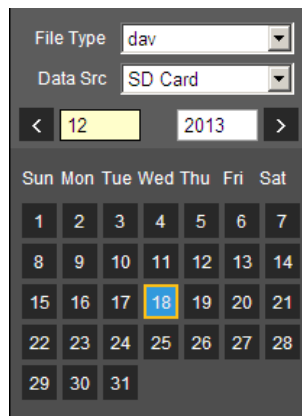 File Type dav
Data Src SD Card
< 12 2013 >
Sun Mon Tue Wed Thu Fri Sat
1 2 3 4 5 6 7
8 9 10 11 12 13 14
15 16 17 18 19 20 21
22 23 24 25 26 27 28
29 30 31